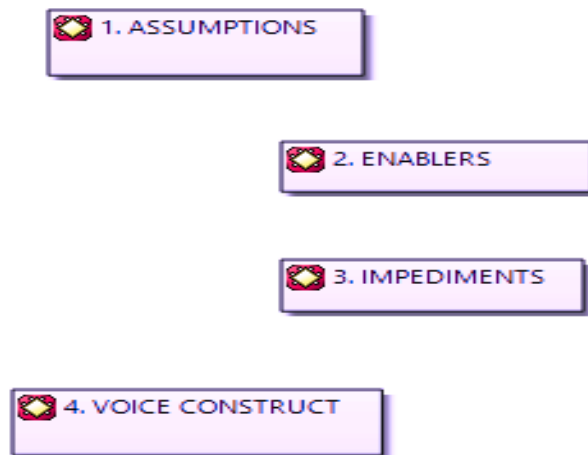 1. ASSUMPTIONS
2. ENABLERS
3. IMPEDIMENTS
4. VOICE CONSTRUCT